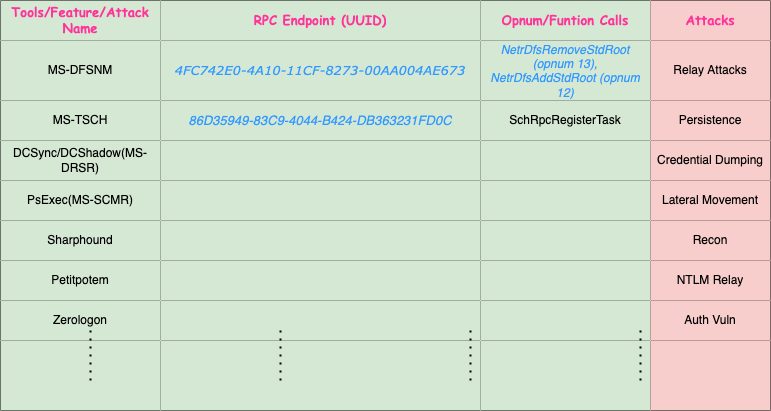 Tools/Feature/Attack
Name
RPC Endpoint (UUID)
Opnum/Funtion Calls
Attacks
MS-DFSNM
4FC742E0-4A10-11CF-8273-00AA004AE673
NetrDfsRemoveStdRoot
(opnum 13),
NetrDfsAddStdRoot (opnum
12)
Relay Attacks
MS-TSCH
86D35949-83C9-4044-B424-DB363231FD0C
SchRpcRegisterTask
Persistence
DCSync/DCShadow(MS-
DRSR)
Credential Dumping
PsExec(MS-SCMR)
Lateral Movement
Sharphound
Recon
Petitpotem
NTLM Relay
Zerologon
Auth Vuln